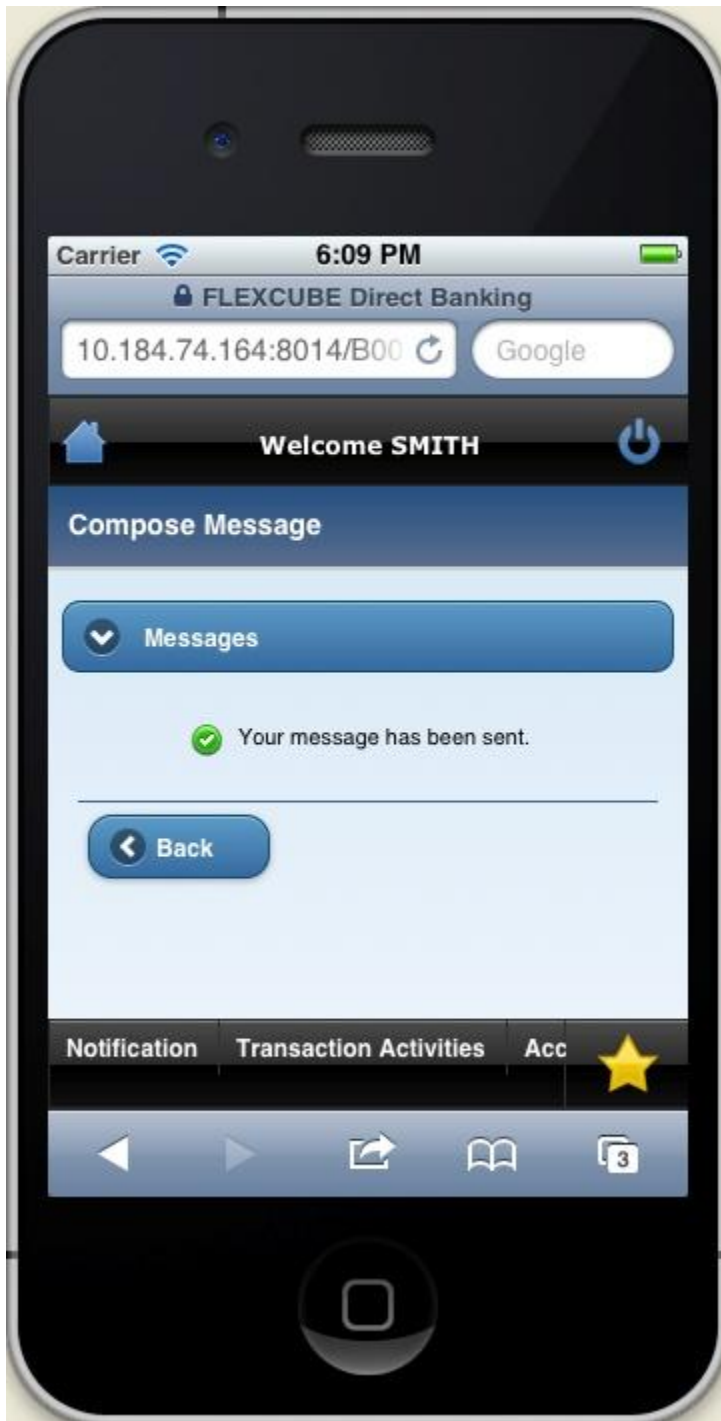 Carrier 6:09 PM
FLEXCUBE Direct Banking
10.184.74.164:8014/B00 Google
Welcome SMITH
Compose Message
Messages
Your message has been sent.
Back
Notification Transaction Activities Acc
3